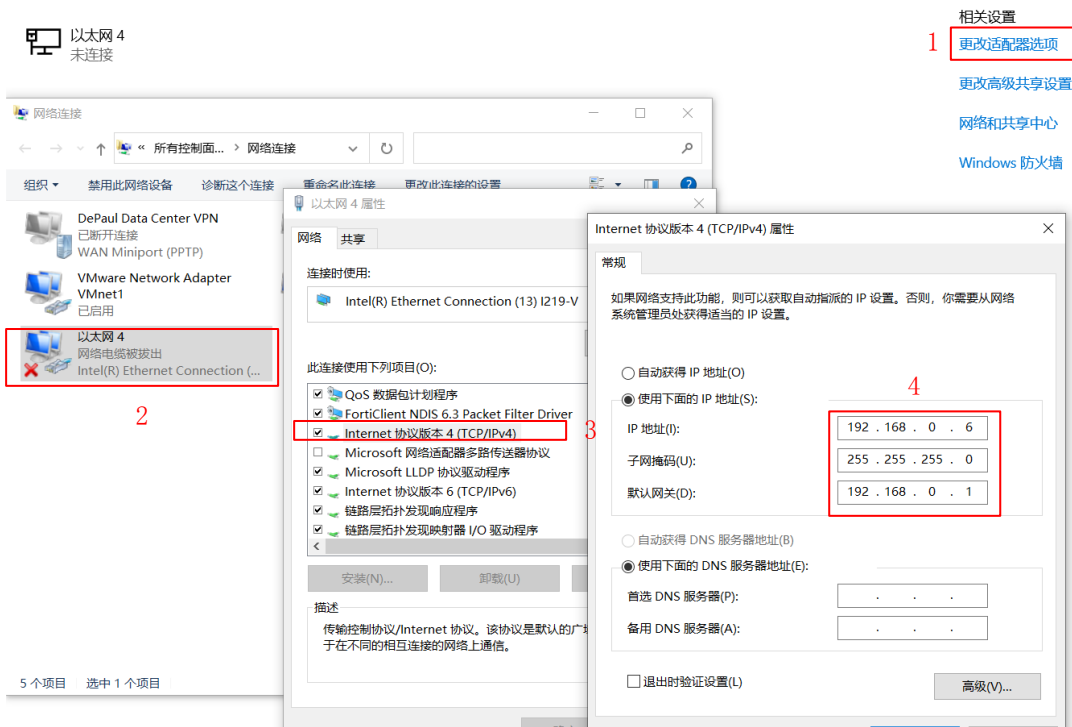 以太网 4
未连接
相关设置
1
更改适配器选项
更改高级共享设置
网络和共享中心
Windows 防火墙
网络连接
« 所有控制面... › 网络连接
组织 禁用此网络设备 诊断这个连接 重命名此连接 更改此连接的设置
DePaul Data Center VPN
已断开连接
WAN Miniport (PPTP)
VMware Network Adapter
VMnet1
已启用
以太网 4
网络电缆被拔出
Intel(R) Ethernet Connection (...
2
5 个项目 选中 1 个项目
以太网 4 属性
网络 共享
连接时使用:
Intel(R) Ethernet Connection (13) I219-V
此连接使用下列项目(O):
QoS 数据包计划程序
FortiClient NDIS 6.3 Packet Filter Driver
Internet 协议版本 4 (TCP/IPv4)
3
Microsoft 网络适配器多路传送器协议
Microsoft LLDP 协议驱动程序
Internet 协议版本 6 (TCP/IPv6)
链路层拓扑发现响应程序
链路层拓扑发现映射器 I/O 驱动程序
安装(N)... 卸载(U)
描述
传输控制协议/Internet 协议。该协议是默认的广
于在不同的相互连接的网络上通信。
Internet 协议版本 4 (TCP/IPv4) 属性
常规
如果网络支持此功能，则可以获取自动指派的 IP 设置。否则，你需要从网络
系统管理员处获得适当的 IP 设置。
自动获得 IP 地址(O)
使用下面的 IP 地址(S):
4
IP 地址(I): 192 . 168 . 0 . 6
子网掩码(U): 255 . 255 . 255 . 0
默认网关(D): 192 . 168 . 0 . 1
自动获得 DNS 服务器地址(B)
使用下面的 DNS 服务器地址(E):
首选 DNS 服务器(P): . . .
备用 DNS 服务器(A): . . .
退出时验证设置(L)
高级(V)...